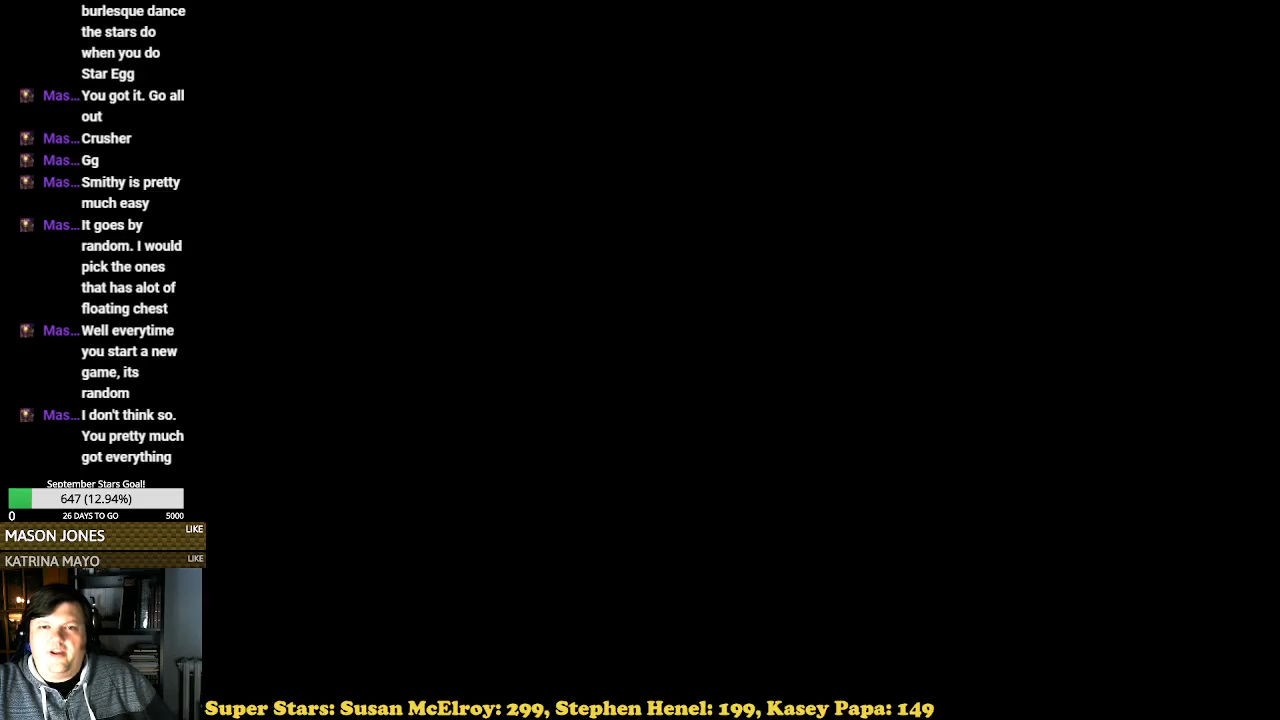 burlesque dance
the stars do
when you do
Star Egg
Mas... You got it. Go all
out
Mas... Crusher
Mas... Gg
Mas... Smithy is pretty
much easy
Mas... It goes by
random. I would
pick the ones
that has alot of
floating chest
Mas... Well everytime
you start a new
game, its
random
Mas... I don't think so.
You pretty much
got everything
September Stars Goal!
647 (12.94%)
0 26 DAYS TO GO 5000
MASON JONES LIKE
KATRINA MAYO LIKE
Super Stars: Susan McElroy: 299, Stephen Henel: 199, Kasey Papa: 149